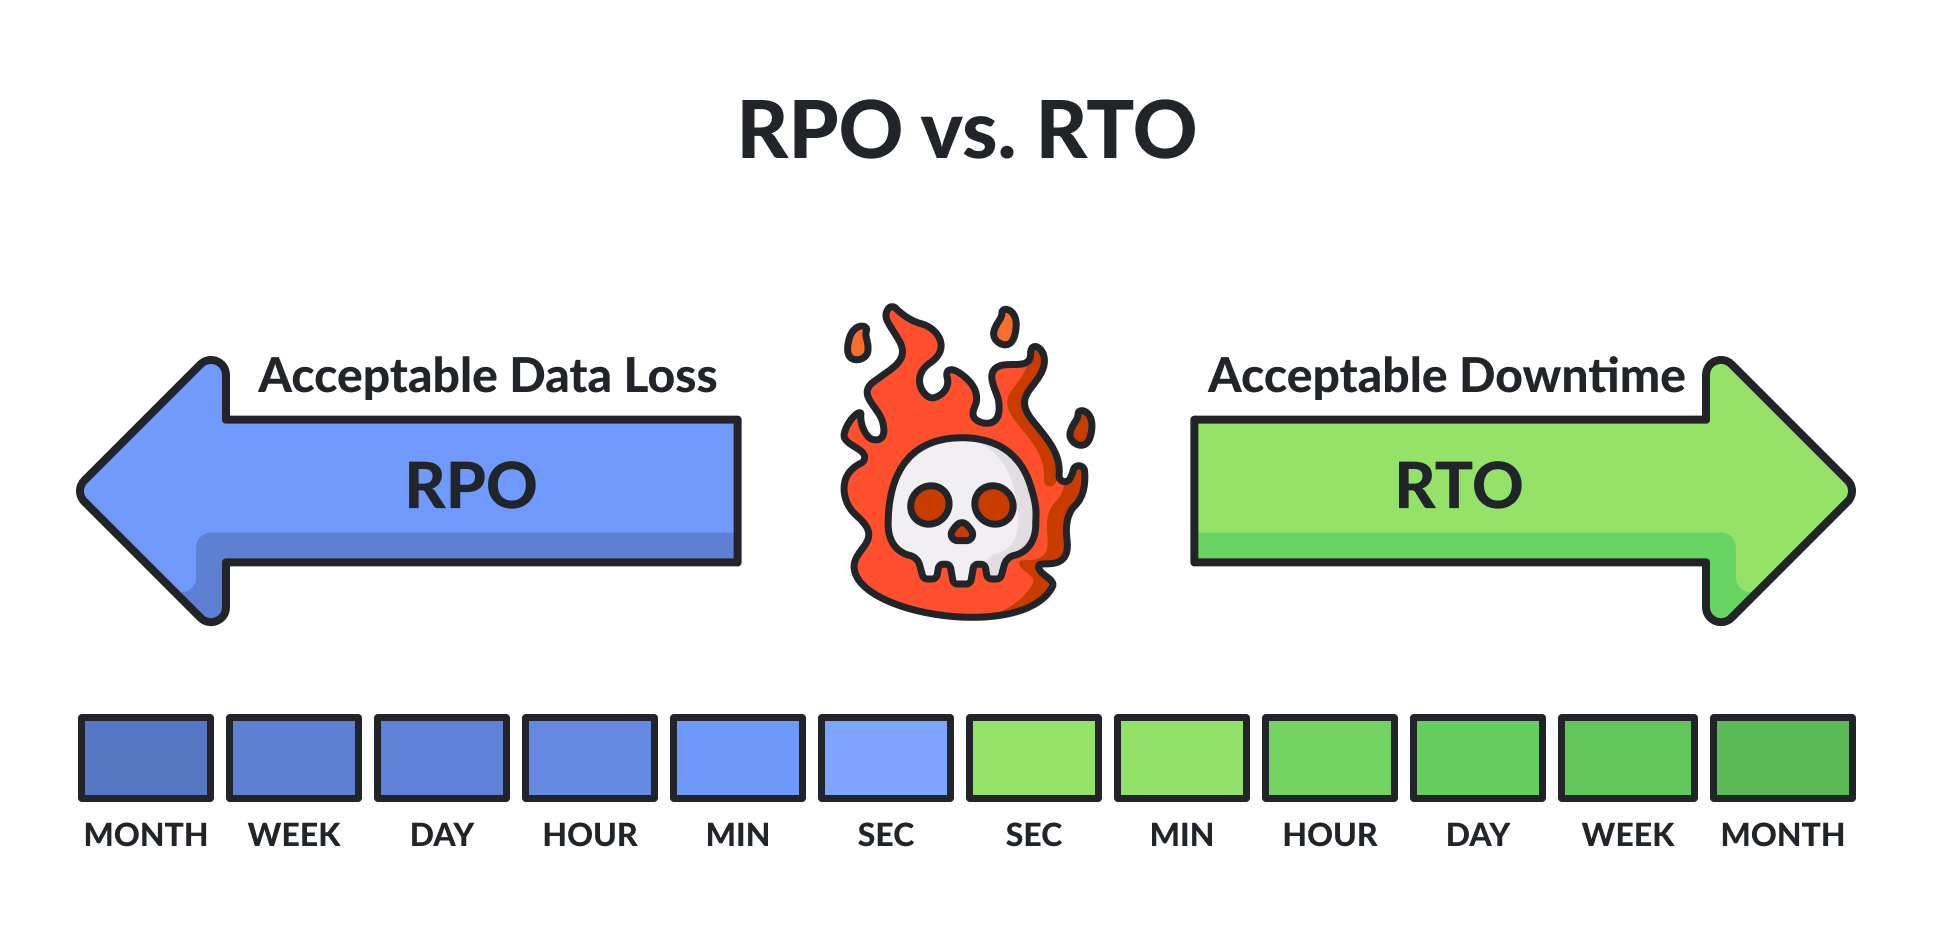 RPO vs. RTO
Acceptable Data Loss
Acceptable Downtime
RPO
RTO
MONTH WEEK DAY HOUR MIN SEC SEC MIN HOUR DAY WEEK MONTH